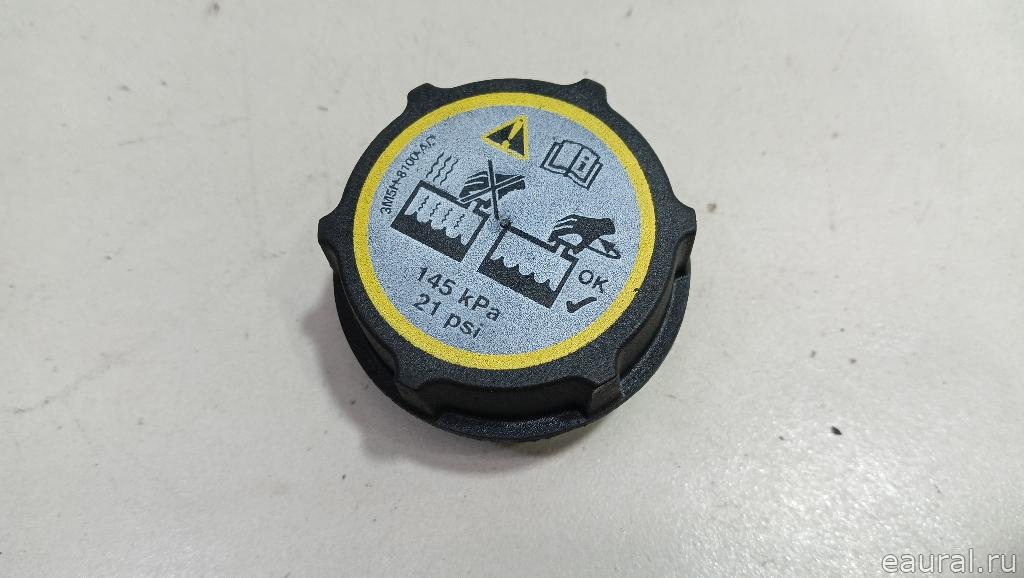 3M5H-8100-AD
OK
145 kPa
21 psi
eaural.ru